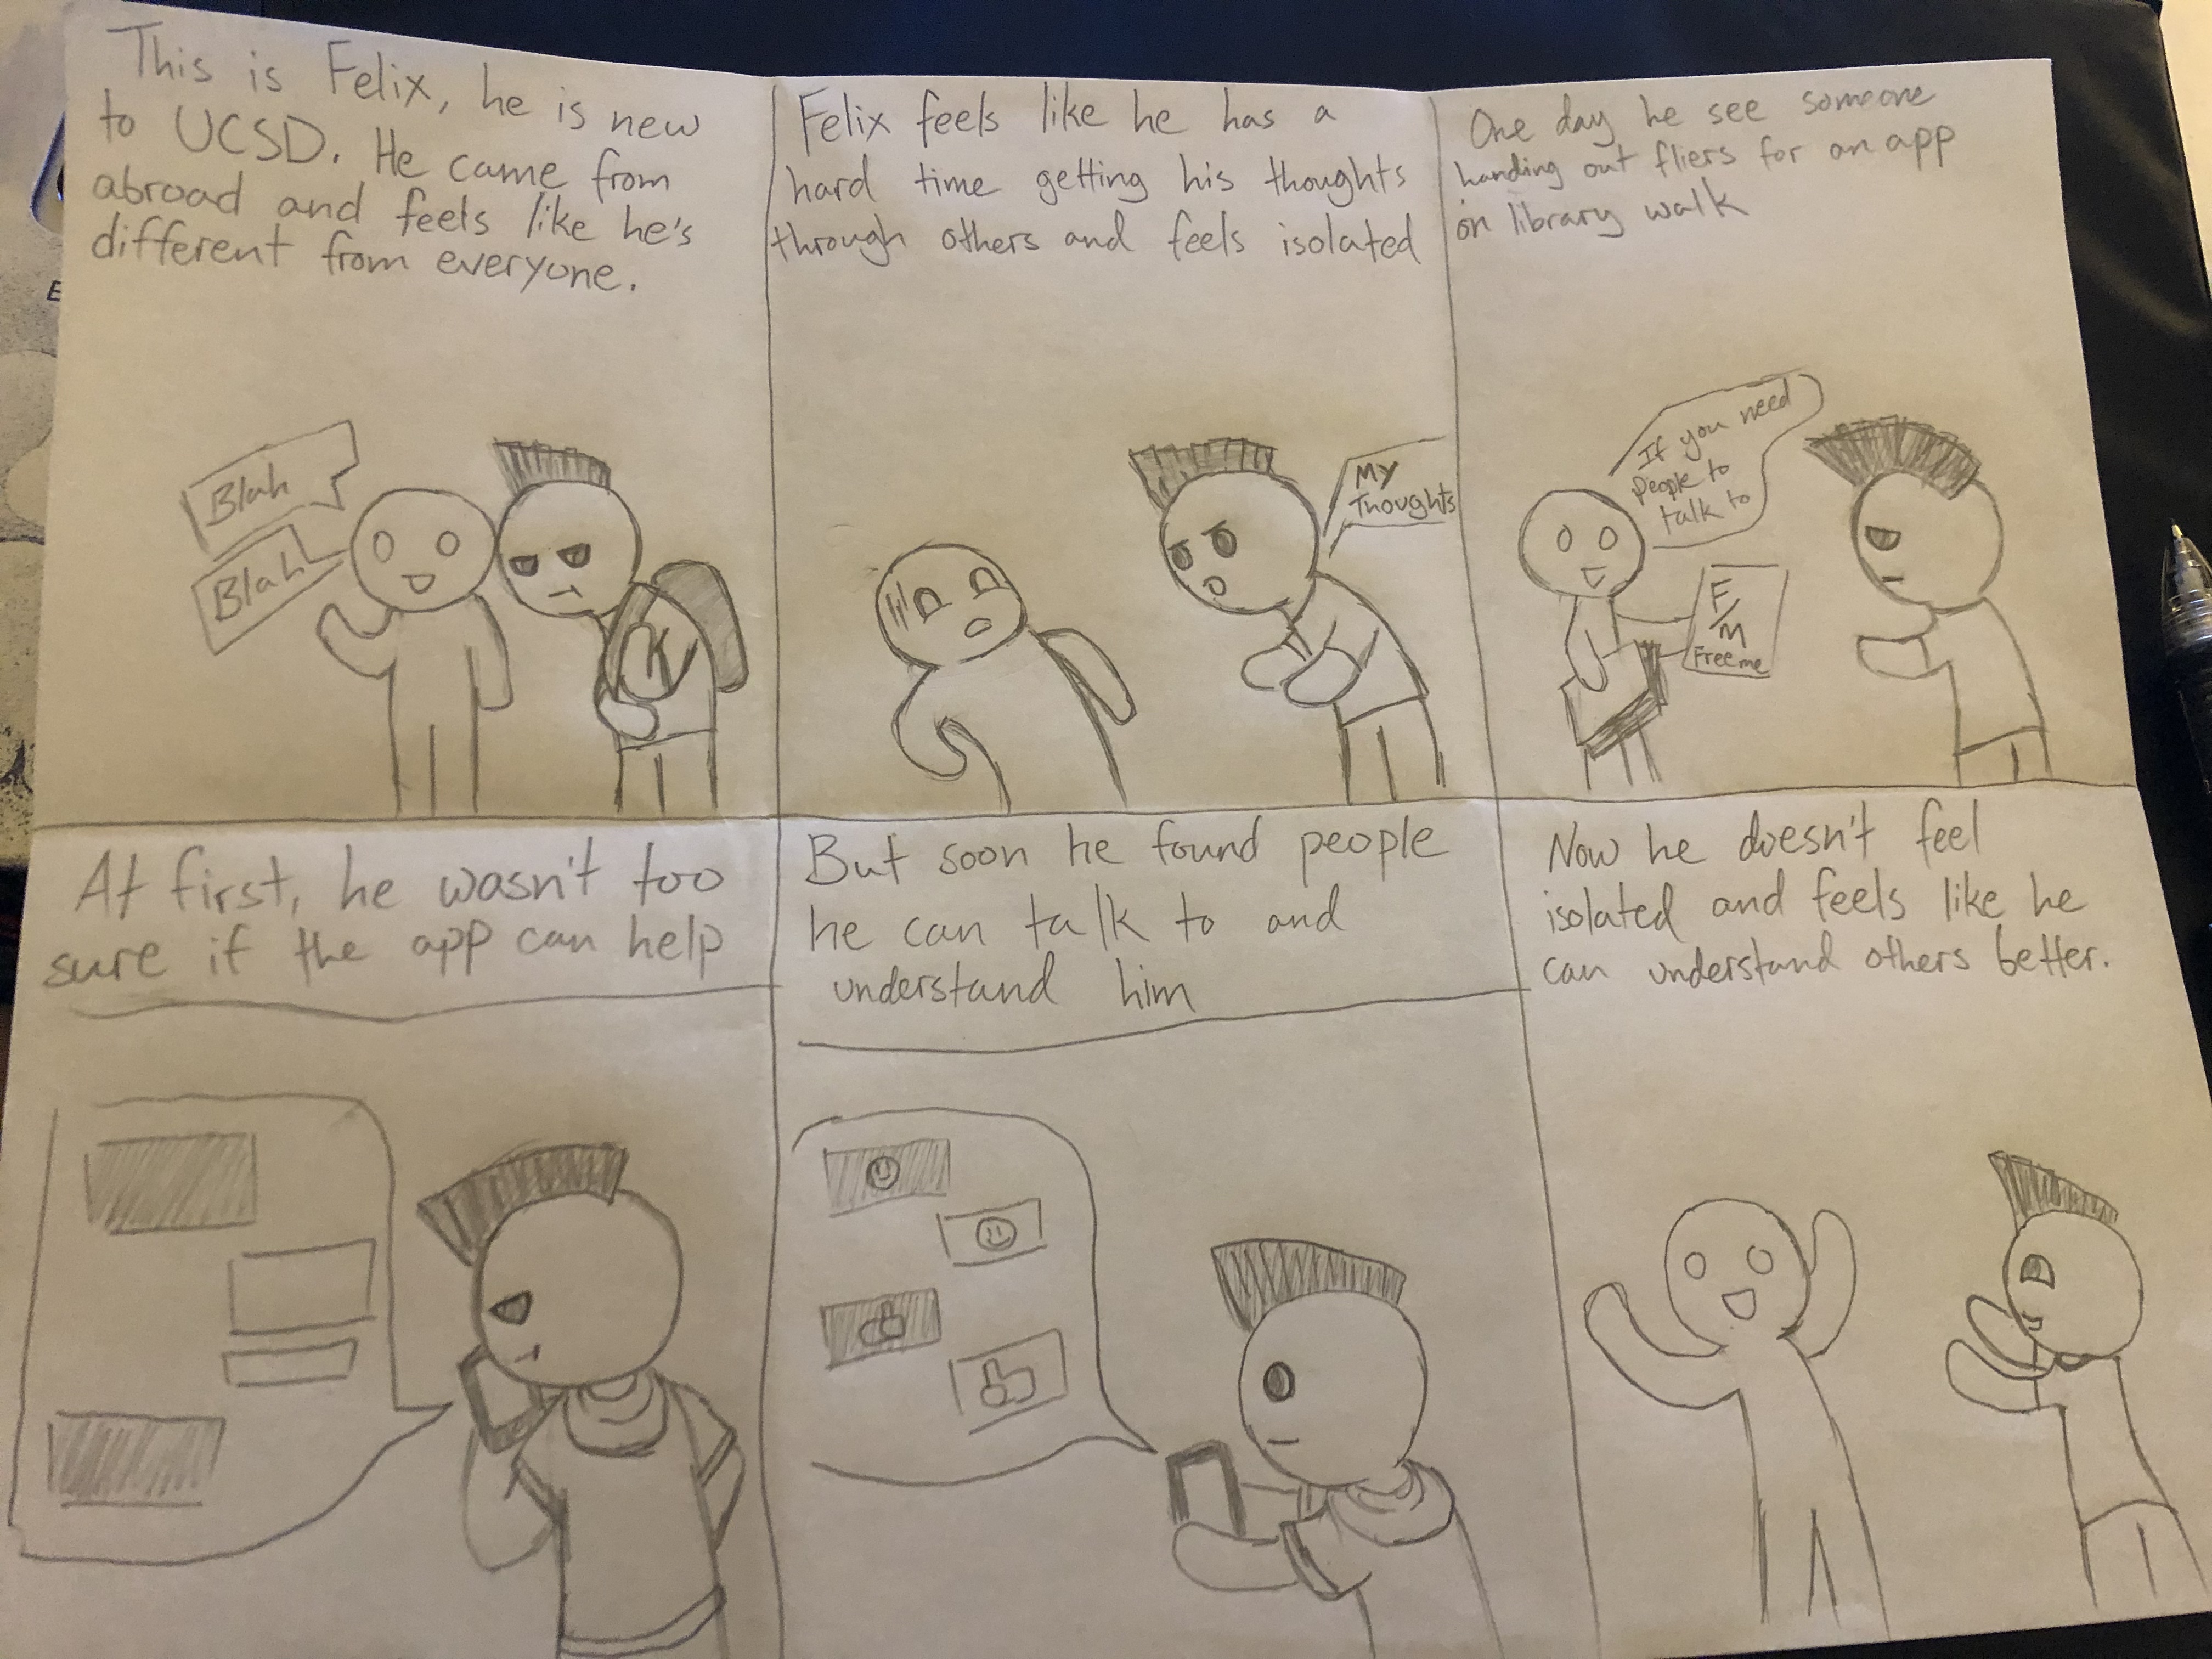 This is Felix, he is new
to UCSD. He came from
abroad and feels like he's
different from everyone.
Blah
Blah
Felix feels like he has a
hard time getting his thoughts
through others and feels isolated
My
Thoughts
One day he see someone
handing out fliers for an app
on library walk
If you need
people to
talk to
F/M
Free me
At first, he wasn't too
sure if the app can help
But soon he found people
he can talk to and
understand him
Now he doesn't feel
isolated and feels like he
can understand others better.